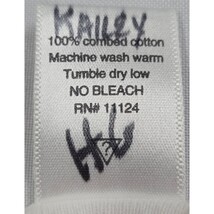 KAILEY
100% combed cotton
Machine wash warm
Tumble dry low
NO BLEACH
RN# 11124
?